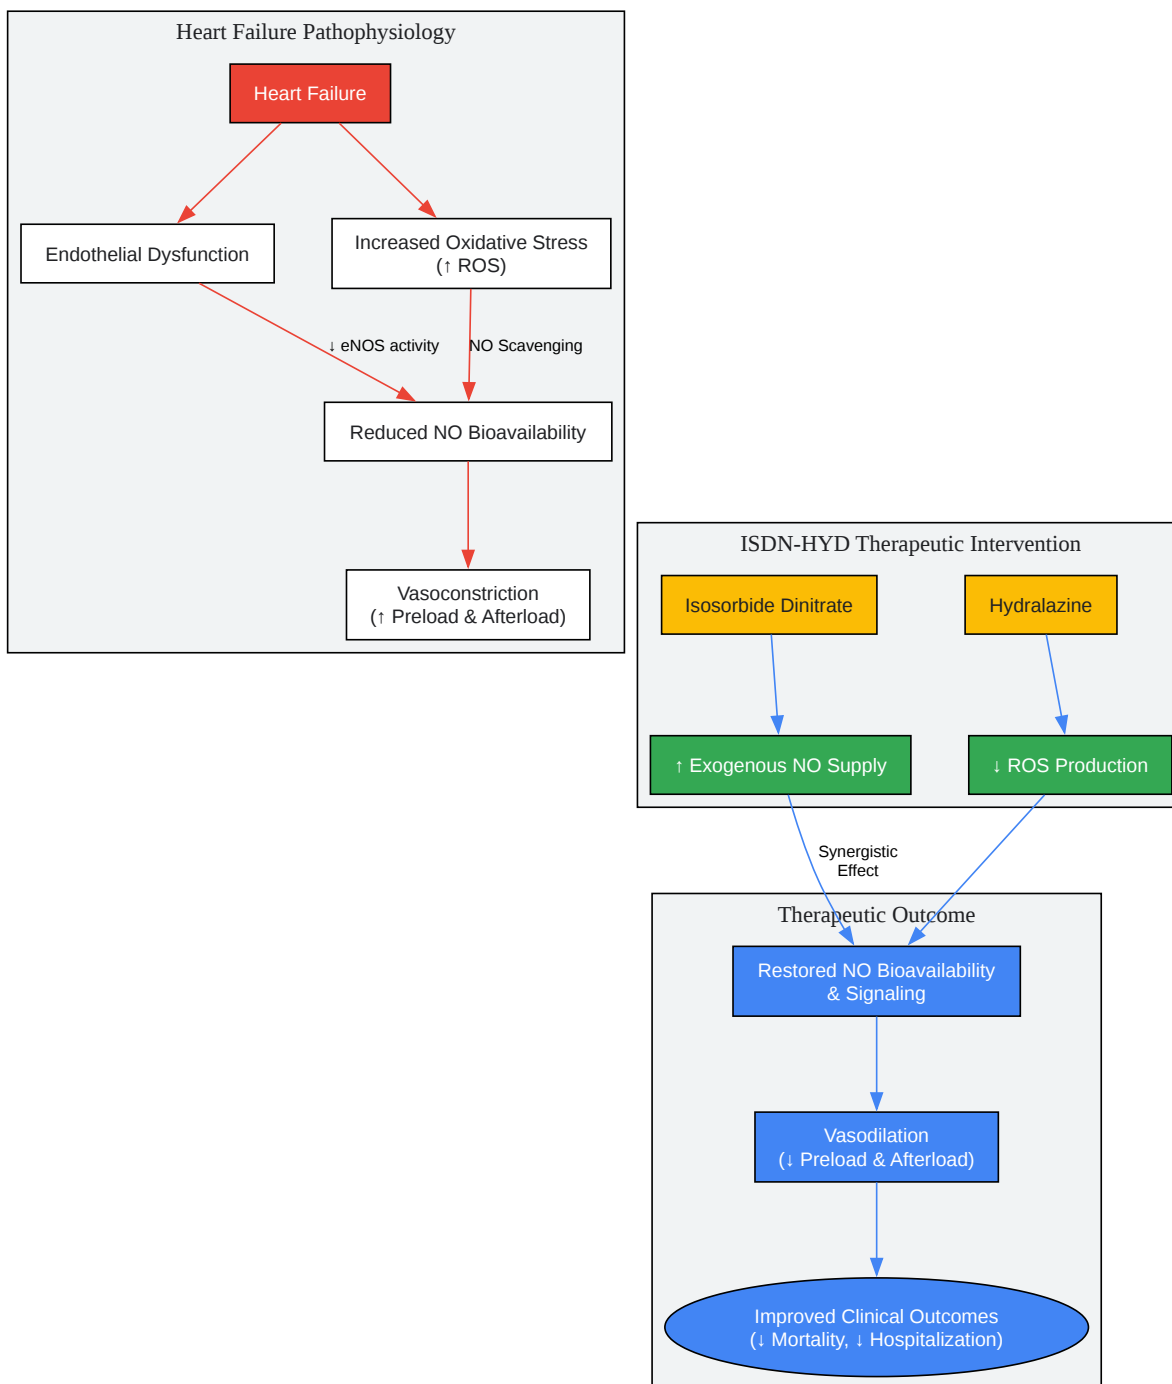 Heart Failure Pathophysiology
Heart Failure
Endothelial Dysfunction
Increased Oxidative Stress
(↑ ROS)
↓ eNOS activity
NO Scavenging
Reduced NO Bioavailability
Vasoconstriction
(↑ Preload & Afterload)
ISDN-HYD Therapeutic Intervention
Isosorbide Dinitrate
Hydralazine
↑ Exogenous NO Supply
↓ ROS Production
Synergistic
Effect
Therapeutic Outcome
Restored NO Bioavailability
& Signaling
Vasodilation
(↓ Preload & Afterload)
Improved Clinical Outcomes
(↓ Mortality, ↓ Hospitalization)